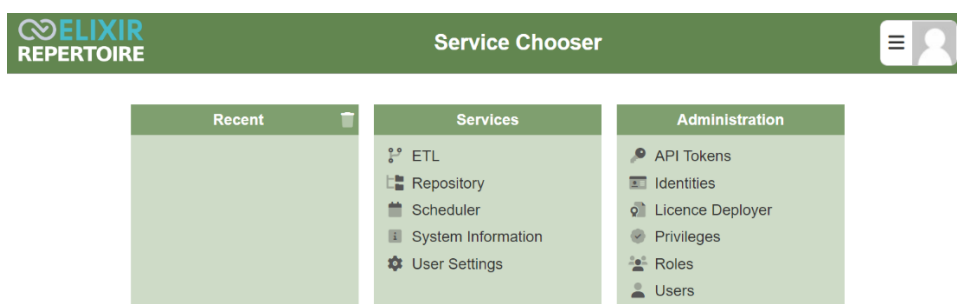 ELIXIR
REPERTOIRE
Service Chooser
Recent
Services
ETL
Repository
Scheduler
System Information
User Settings
Administration
API Tokens
Identities
Licence Deployer
Privileges
Roles
Users